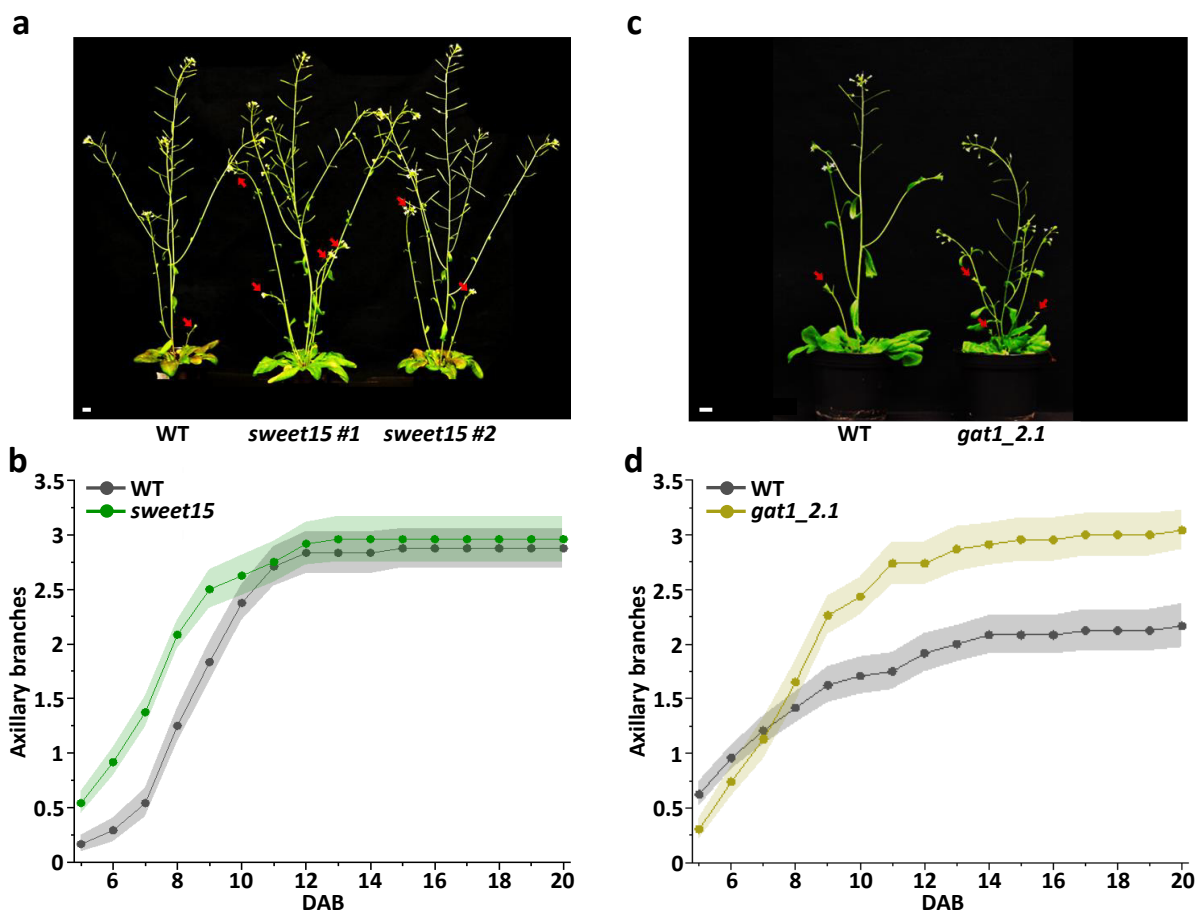 a
WT sweet15 #1 sweet15 #2
c
WT gat1_2.1
b
WT
sweet15
Axillary branches
3.5
3
2.5
2
1.5
1
0.5
0
6 8 10 12 14 16 18 20
DAB
d
WT
gat1_2.1
Axillary branches
3.5
3
2.5
2
1.5
1
0.5
0
6 8 10 12 14 16 18 20
DAB